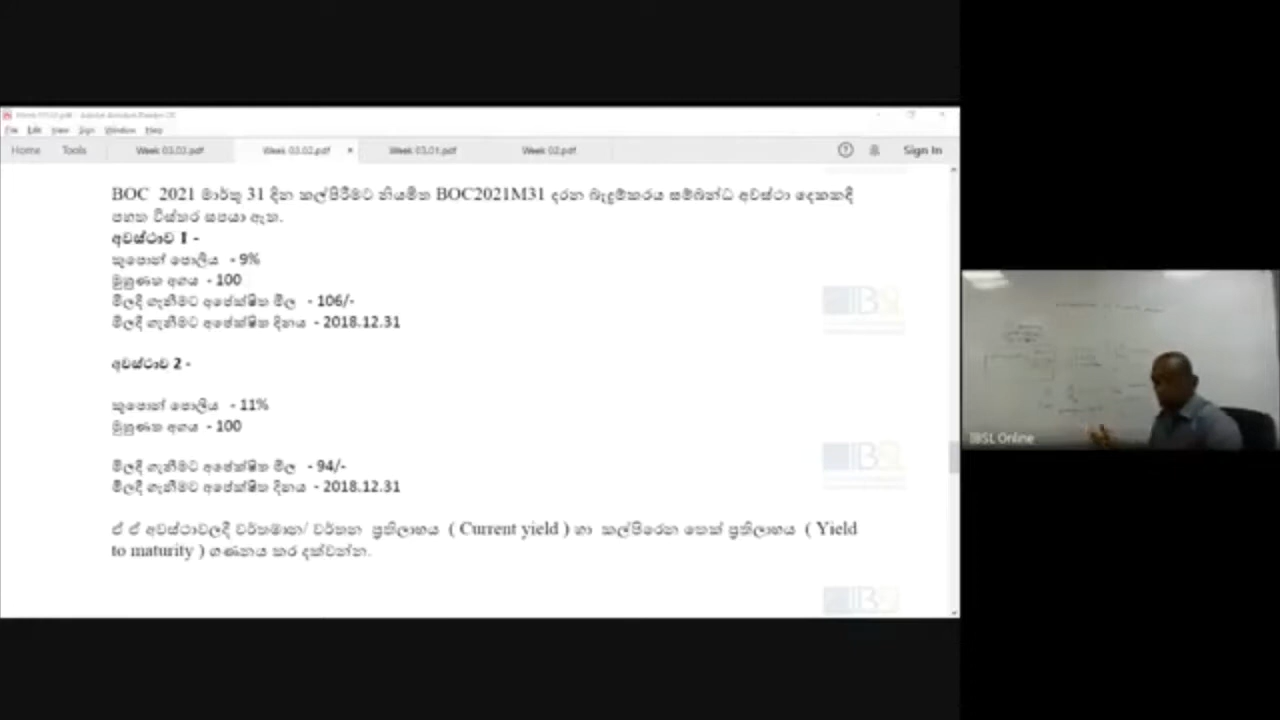 Home Tools Week 03.03.pdf Week 03.02.pdf × Week 03.01.pdf Week 02.pdf Sign In
BOC 2021 මාර්තු 31 දින කල්පිරීමට නියමිත BOC2021M31 දරන බැඳුම්කරය සම්බන්ධ අවස්ථා දෙකකදී
පහත විස්තර සපයා ඇත.
අවස්ථාව 1 -
කූපොන් පොලිය - 9%
මුහුණත අගය - 100
මිලදී ගැනීමට අපේක්ෂිත මිල - 106/-
මිලදී ගැනීමට අපේක්ෂිත දිනය - 2018.12.31
අවස්ථාව 2 -
කූපොන් පොලිය - 11%
මුහුණත අගය - 100
මිලදී ගැනීමට අපේක්ෂිත මිල - 94/-
මිලදී ගැනීමට අපේක්ෂිත දිනය - 2018.12.31
ඒ ඒ අවස්ථාවලදී වර්තමාන/ වර්තන ප්‍රතිලාභය ( Current yield ) හා කල්පිරෙන තෙක් ප්‍රතිලාභය ( Yield
to maturity ) ගණනය කර දක්වන්න.
IBSL Online